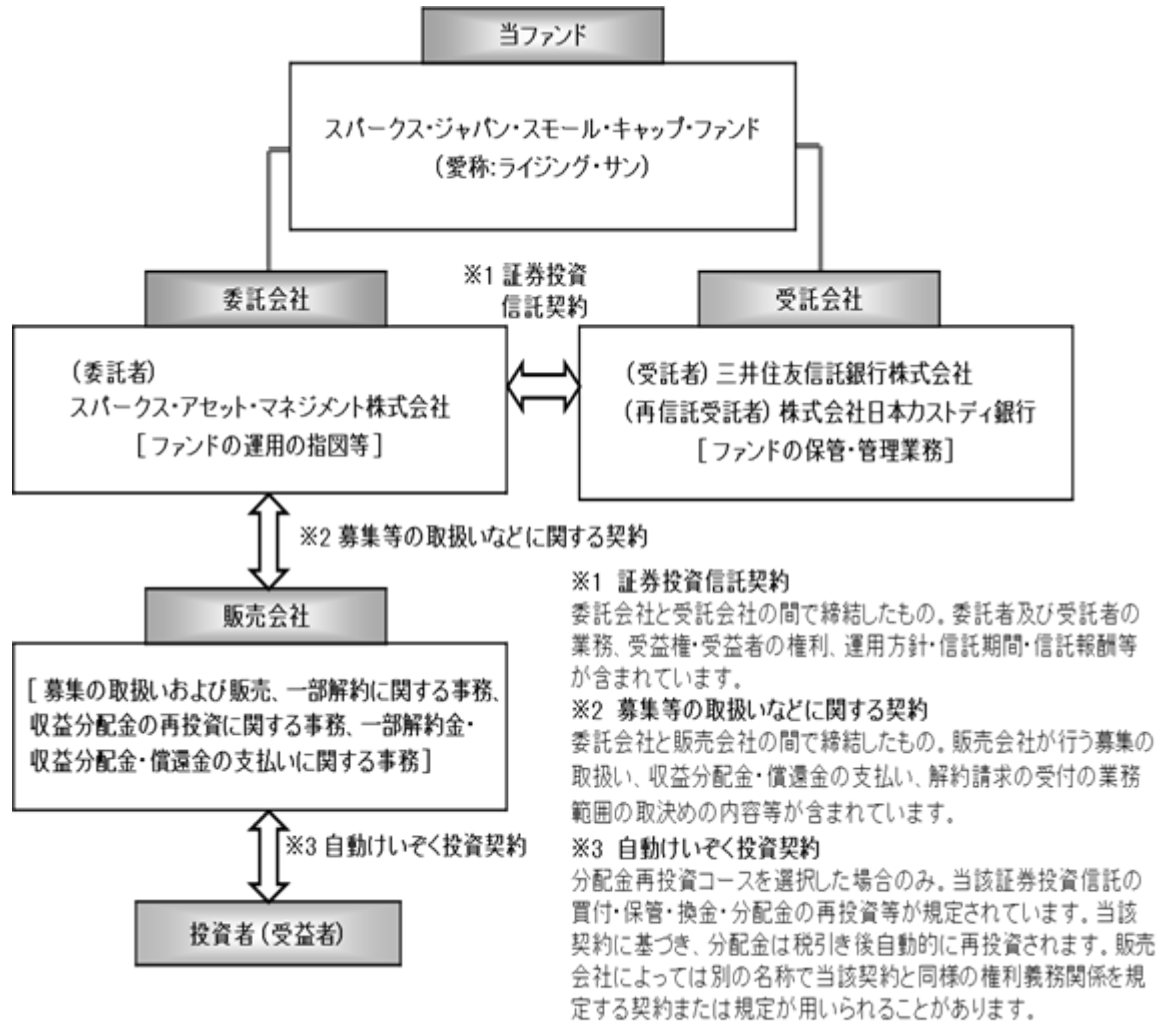 当ファンド
スパークス・ジャパン・スモール・キャップ・ファンド
(愛称:ライジング・サン)
委託会社
※1 証券投資
信託契約
受託会社
(委託者)
スパークス・アセット・マネジメント株式会社
[ファンドの運用の指図等]
(受託者) 三井住友信託銀行株式会社
(再信託受託者) 株式会社日本カストディ銀行
[ファンドの保管・管理業務]
※2 募集等の取扱いなどに関する契約
販売会社
[募集の取扱いおよび販売、一部解約に関する事務、
収益分配金の再投資に関する事務、一部解約金・
収益分配金・償還金の支払いに関する事務]
※3 自動けいぞく投資契約
投資者(受益者)
※1 証券投資信託契約
委託会社と受託会社の間で締結したもの。委託者及び受託者の
業務、受益権・受益者の権利、運用方針・信託期間・信託報酬等
が含まれています。
※2 募集等の取扱いなどに関する契約
委託会社と販売会社の間で締結したもの。販売会社が行う募集の
取扱い、収益分配金・償還金の支払い、解約請求の受付の業務
範囲の取決めの内容等が含まれています。
※3 自動けいぞく投資契約
分配金再投資コースを選択した場合のみ。当該証券投資信託の
買付・保管・換金・分配金の再投資等が規定されています。当該
契約に基づき、分配金は税引き後自動的に再投資されます。販売
会社によっては別の名称で当該契約と同様の権利義務関係を規
定する契約または規定が用いられることがあります。